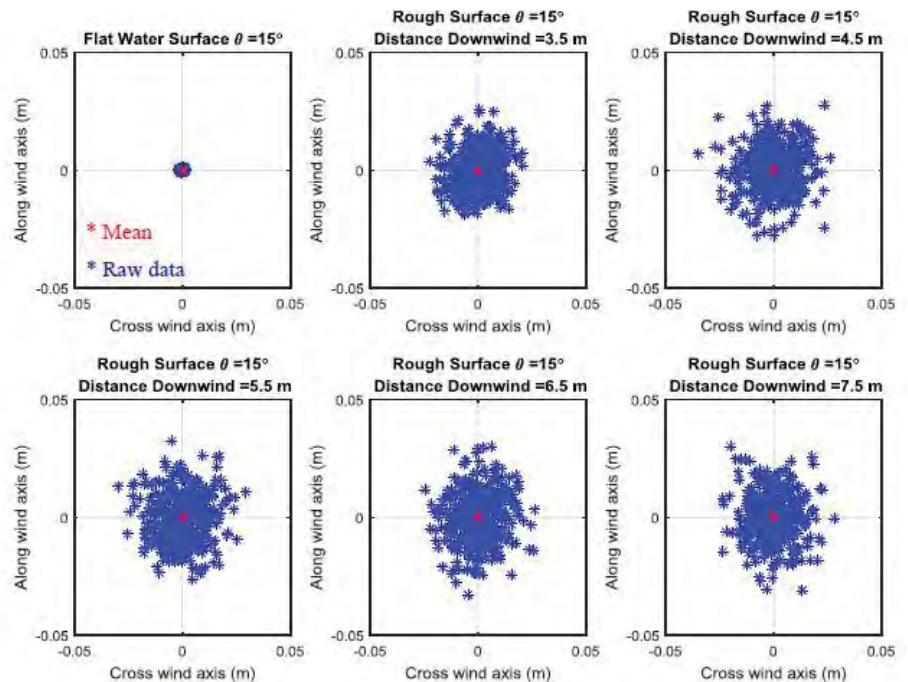 Flat Water Surface θ =15°
0.05
0
-0.05
-0.05 0 0.05
Along wind axis (m)
Cross wind axis (m)
* Mean
* Raw data
Rough Surface θ =15°
Distance Downwind =3.5 m
0.05
0
-0.05
-0.05 0 0.05
Along wind axis (m)
Cross wind axis (m)
Rough Surface θ =15°
Distance Downwind =4.5 m
0.05
0
-0.05
-0.05 0 0.05
Along wind axis (m)
Cross wind axis (m)
Rough Surface θ =15°
Distance Downwind =5.5 m
0.05
0
-0.05
-0.05 0 0.05
Along wind axis (m)
Cross wind axis (m)
Rough Surface θ =15°
Distance Downwind =6.5 m
0.05
0
-0.05
-0.05 0 0.05
Along wind axis (m)
Cross wind axis (m)
Rough Surface θ =15°
Distance Downwind =7.5 m
0.05
0
-0.05
-0.05 0 0.05
Along wind axis (m)
Cross wind axis (m)